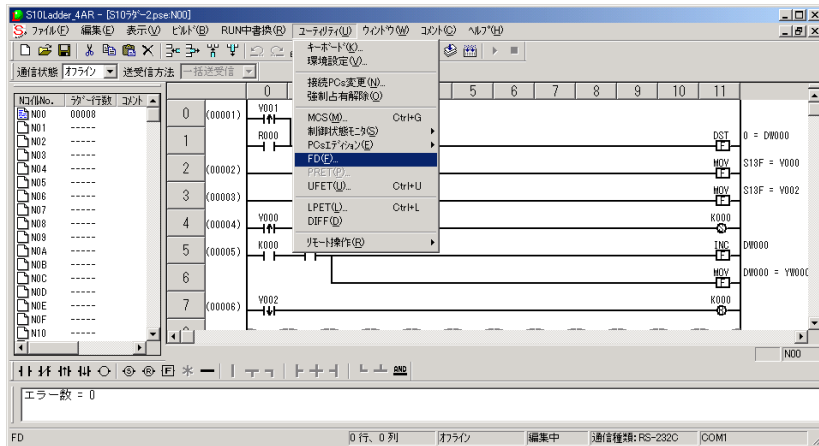 S10Ladder_4AR - [S10ﾗﾀﾞｰ2.pse:N00]
ﾌｧｲﾙ(F) 編集(E) 表示(V) ﾋﾞﾙﾄﾞ(B) RUN中書換(R) ﾕｰﾃｨﾘﾃｨ(U) ｳｨﾝﾄﾞｳ(W) ｺﾒﾝﾄ(C) ﾍﾙﾌﾟ(H)
通信状態 ｵﾌﾗｲﾝ 送受信方法 一括送受信
ｷｰﾎﾞｰﾄﾞ(K)...
環境設定(V)...
接続PCs変更(N)...
強制占有解除(O)
MCS(M)... Ctrl+G
制御状態ﾓﾆﾀ(S)
PCsｴﾃﾞｨｼｮﾝ(E)
FD(F)...
PRET(P)...
UFET(U)... Ctrl+U
LPET(L)... Ctrl+L
DIFF(D)
ﾘﾓｰﾄ操作(R)
NｺｲﾙNo. ﾗﾀﾞｰ行数 ｺﾒﾝﾄ
N00 00008
N01 -----
N02 -----
N03 -----
N04 -----
N05 -----
N06 -----
N07 -----
N08 -----
N09 -----
N0A -----
N0B -----
N0C -----
N0D -----
N0E -----
N0F -----
N10 -----
0 5 6 7 8 9 10 11
0 (00001) V001
1 R000 DST F 0 = DW000
2 (00002) MOV F S13F = Y000
3 (00003) MOV F S13F = Y002
4 (00004) V000 K000 S
5 (00005) K000 INC F DW000
6 MOV F DW000 = YW000
7 (00006) V002 K000 R
N00
S R F AND
エラー数 = 0
FD 0 行、0 列 ｵﾌﾗｲﾝ 編集中 通信種類:RS-232C COM1